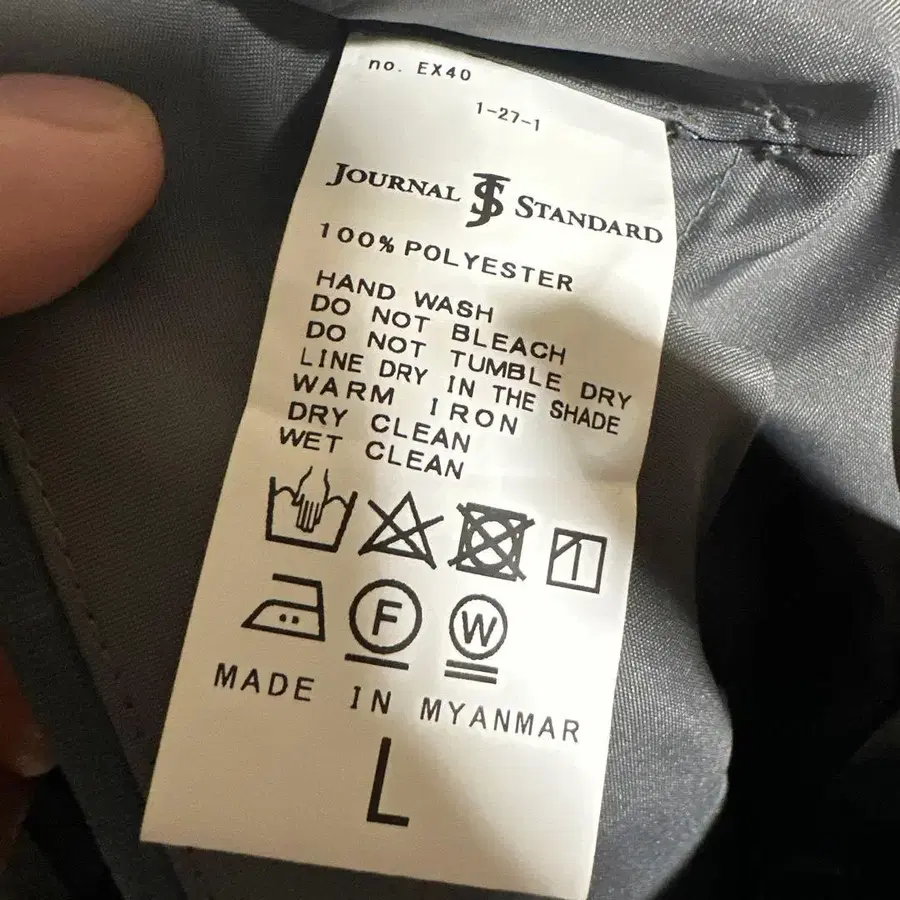 no. EX40
1-27-1
JOURNAL JS STANDARD
100% POLYESTER
HAND WASH
DO NOT BLEACH
DO NOT TUMBLE DRY
LINE DRY IN THE SHADE
WARM IRON
DRY CLEAN
WET CLEAN
F W
MADE IN MYANMAR
L